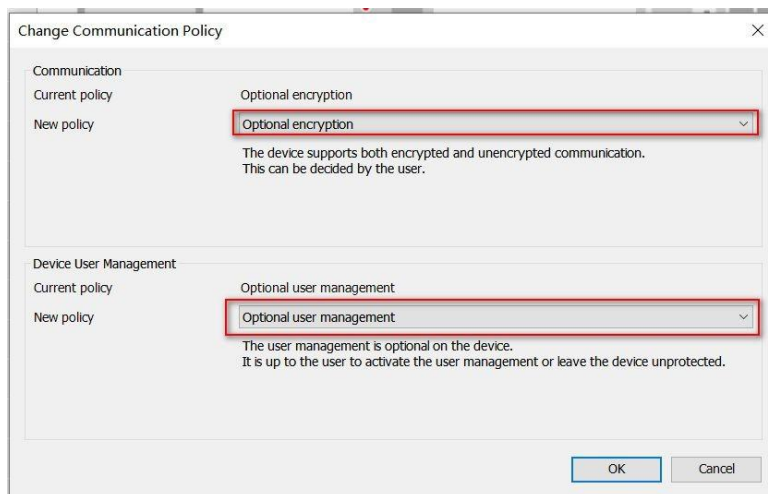 Change Communication Policy
Communication
Current policy Optional encryption
New policy Optional encryption
The device supports both encrypted and unencrypted communication.
This can be decided by the user.
Device User Management
Current policy Optional user management
New policy Optional user management
The user management is optional on the device.
It is up to the user to activate the user management or leave the device unprotected.
OK Cancel